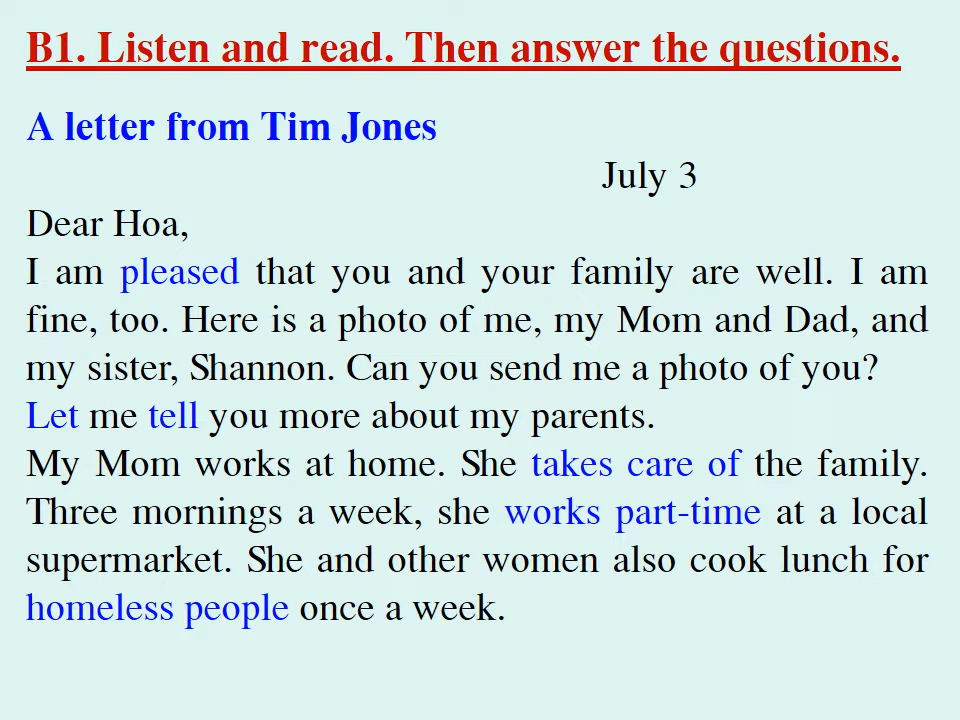 B1. Listen and read. Then answer the questions.
A letter from Tim Jones
July 3
Dear Hoa,
I am pleased that you and your family are well. I am
fine, too. Here is a photo of me, my Mom and Dad, and
my sister, Shannon. Can you send me a photo of you?
Let me tell you more about my parents.
My Mom works at home. She takes care of the family.
Three mornings a week, she works part-time at a local
supermarket. She and other women also cook lunch for
homeless people once a week.